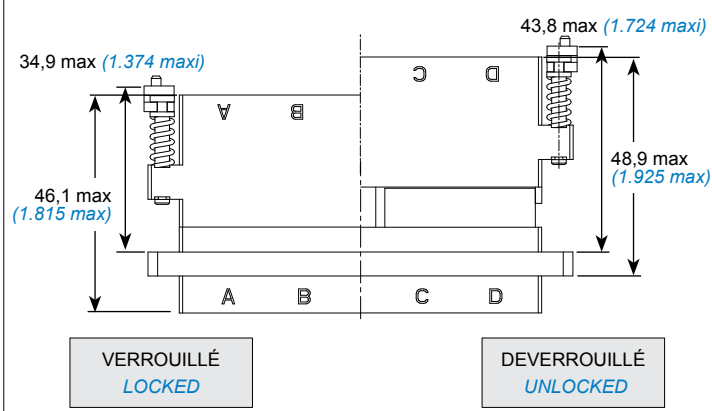 43,8 max (1.724 maxi)
34,9 max (1.374 maxi)
C D
A B
48,9 max
(1.925 max)
46,1 max
(1.815 max)
A B C D
VERROUILLÉ
LOCKED
DEVERROUILLÉ
UNLOCKED